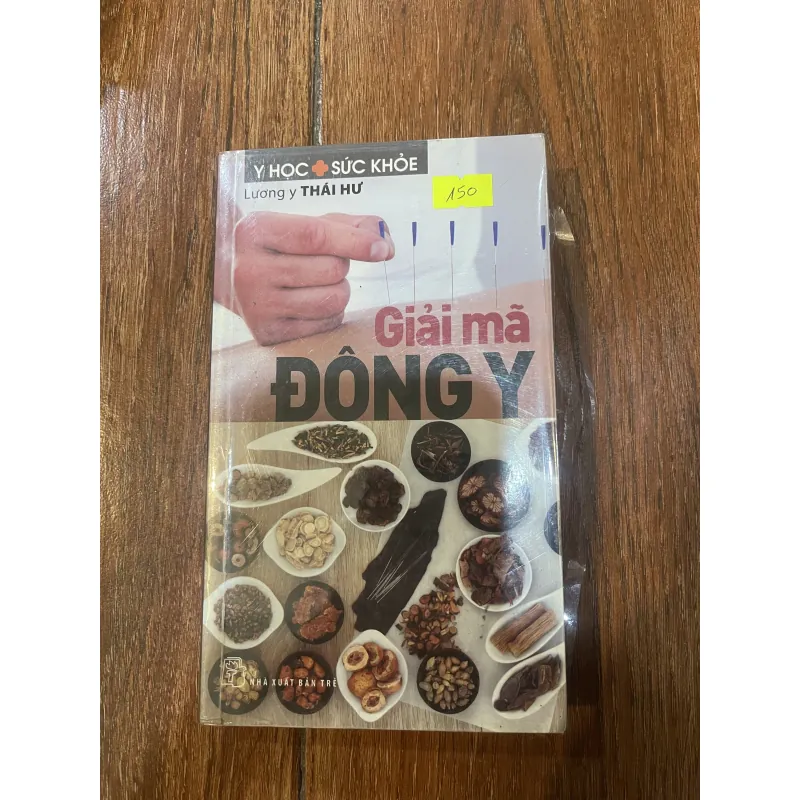 Y HỌC SỨC KHỎE
Lương y THÁI HƯ
150
Giải mã
ĐÔNG Y
NHÀ XUẤT BẢN TRẺ